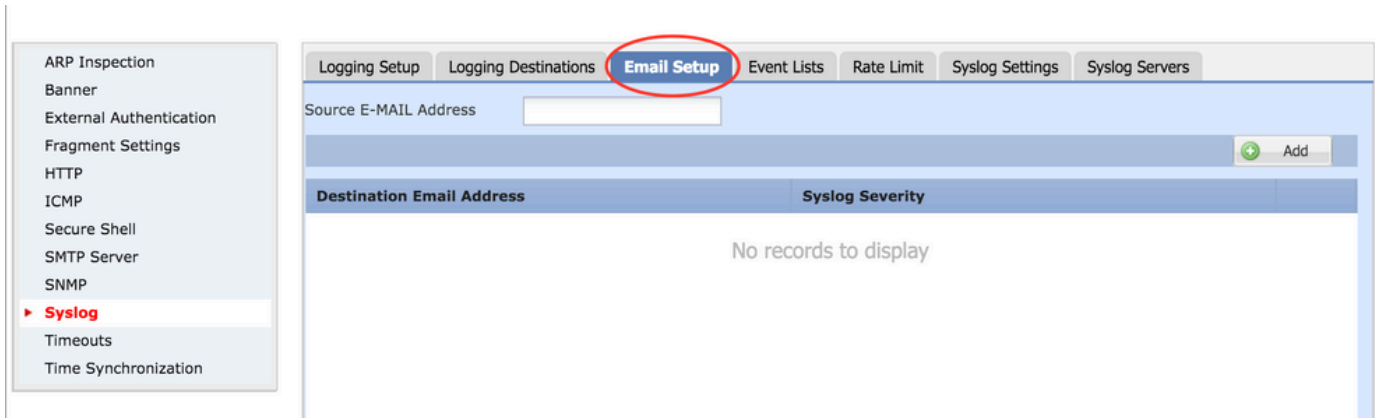 ARP Inspection
Banner
External Authentication
Fragment Settings
HTTP
ICMP
Secure Shell
SMTP Server
SNMP
Syslog
Timeouts
Time Synchronization
Logging Setup Logging Destinations Email Setup Event Lists Rate Limit Syslog Settings Syslog Servers
Source E-MAIL Address
Add
Destination Email Address Syslog Severity
No records to display